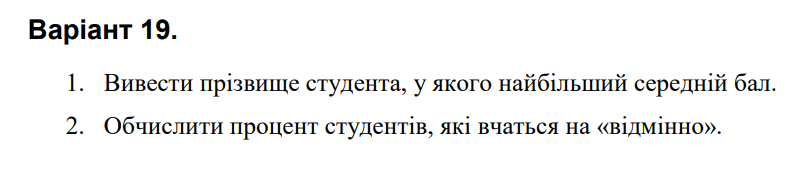 Варіант 19.
1. Вивести прізвище студента, у якого найбільший середній бал.
2. Обчислити процент студентів, які вчаться на «відмінно».